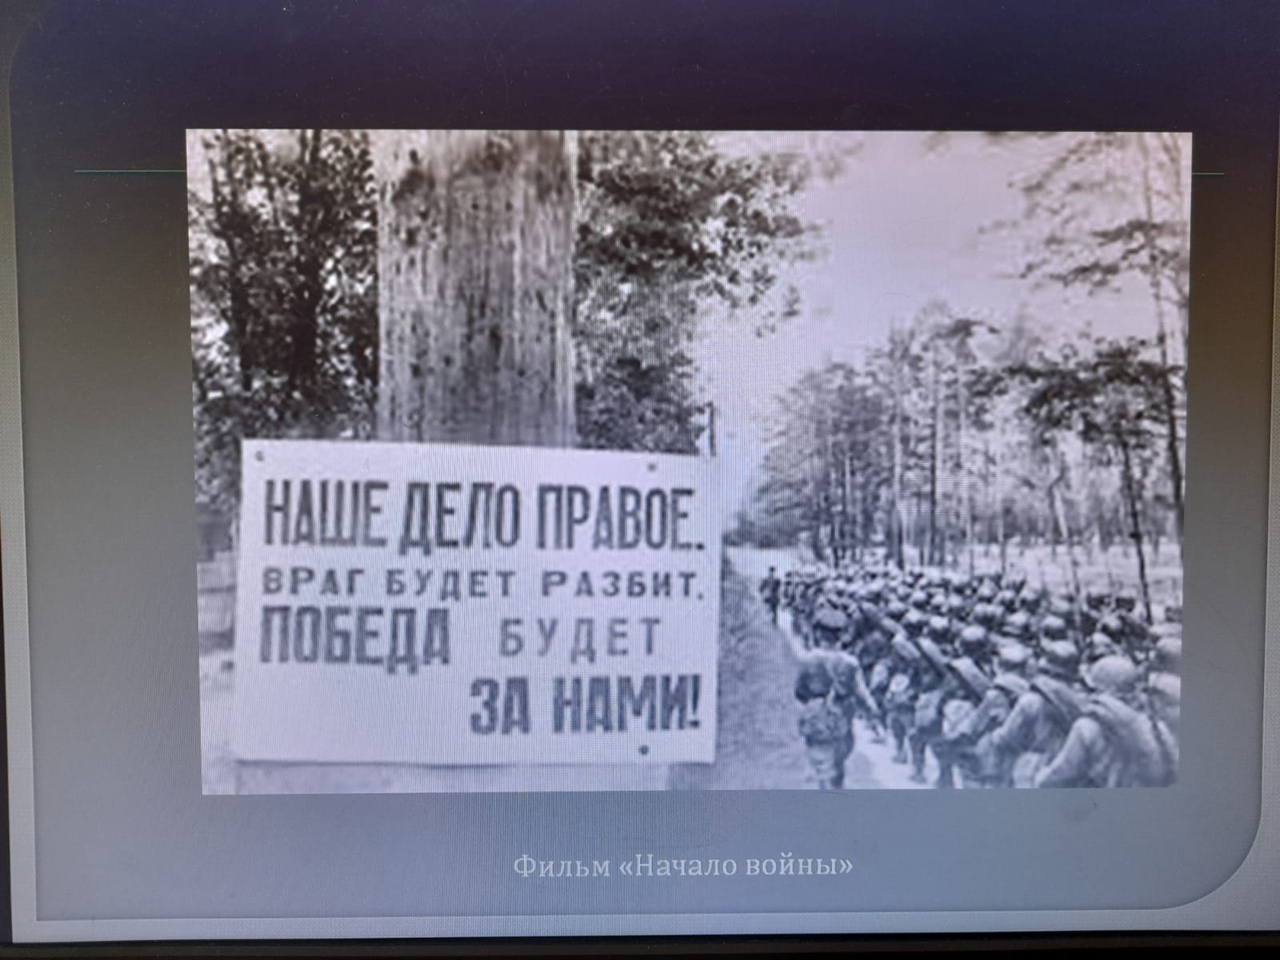 НАШЕ ДЕЛО ПРАВОЕ.
ВРАГ БУДЕТ РАЗБИТ,
ПОБЕДА БУДЕТ
ЗА НАМИ!
Фильм «Начало войны»